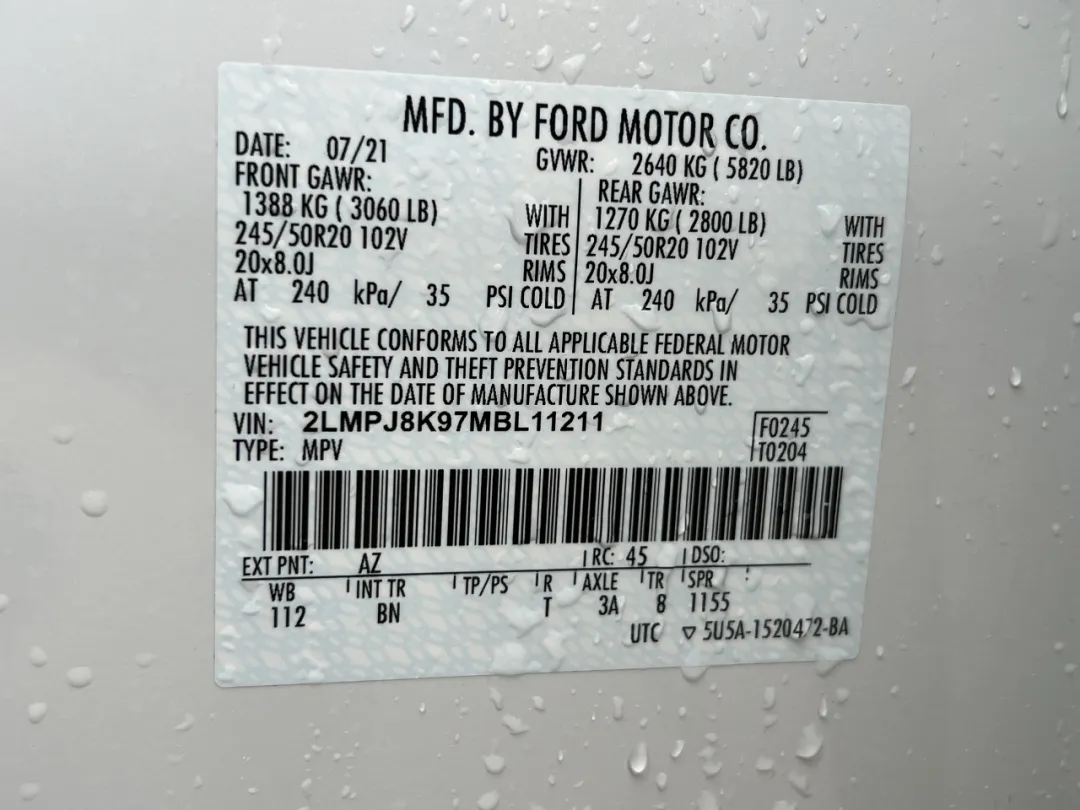 MFD. BY FORD MOTOR CO.
DATE: 07/21 GVWR: 2640 KG ( 5820 LB)
FRONT GAWR: REAR GAWR:
1388 KG ( 3060 LB) WITH 1270 KG ( 2800 LB) WITH
245/50R20 102V TIRES 245/50R20 102V TIRES
20x8.0J RIMS 20x8.0J RIMS
AT 240 kPa/ 35 PSI COLD AT 240 kPa/ 35 PSI COLD
THIS VEHICLE CONFORMS TO ALL APPLICABLE FEDERAL MOTOR
VEHICLE SAFETY AND THEFT PREVENTION STANDARDS IN
EFFECT ON THE DATE OF MANUFACTURE SHOWN ABOVE.
VIN: 2LMPJ8K97MBL11211 F0245
TYPE: MPV T0204
EXT PNT: AZ RC: 45 DSO:
WB INT TR TP/PS R AXLE TR SPR
112 BN T 3A 8 1155
UTC ▽ 5U5A-1520472-BA